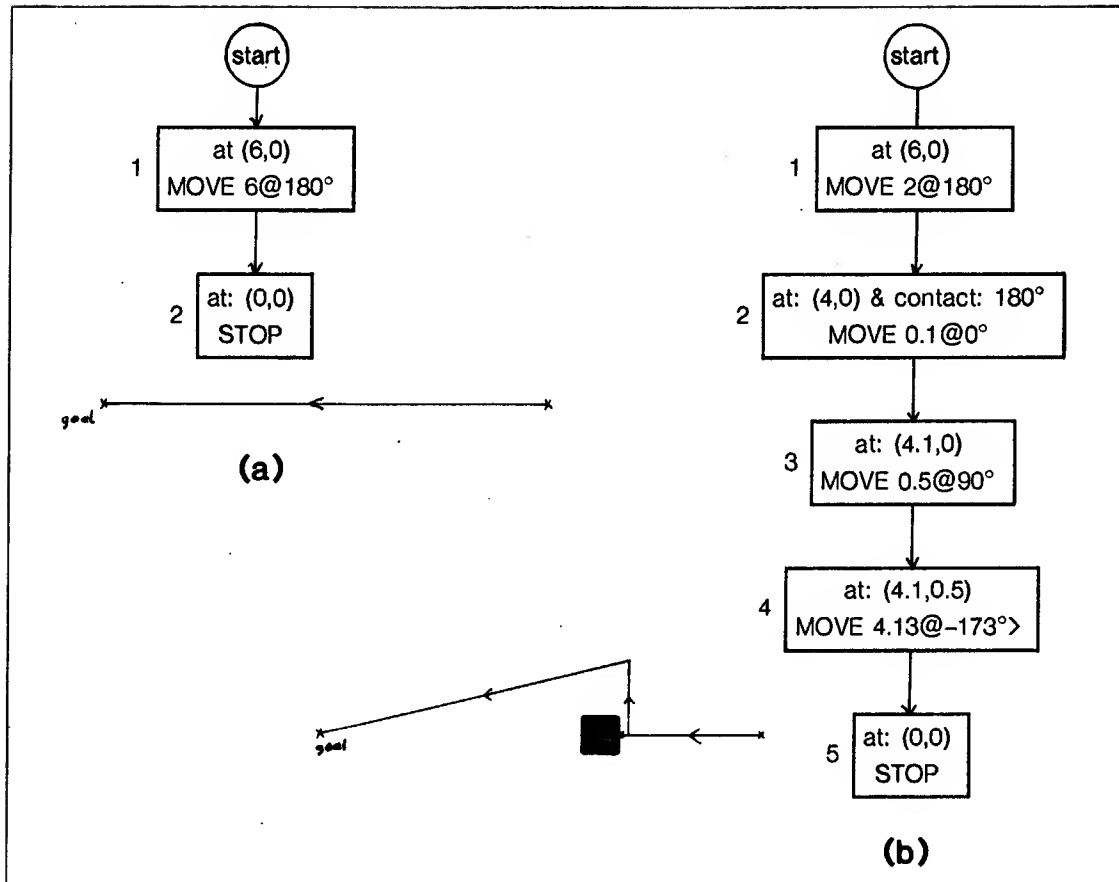 start
1
at (6,0)
MOVE 6@180°
2
at: (0,0)
STOP
goal
(a)
start
1
at (6,0)
MOVE 2@180°
2
at: (4,0) & contact: 180°
MOVE 0.1@0°
3
at: (4.1,0)
MOVE 0.5@90°
4
at: (4.1,0.5)
MOVE 4.13@-173°>
goal
5
at: (0,0)
STOP
(b)